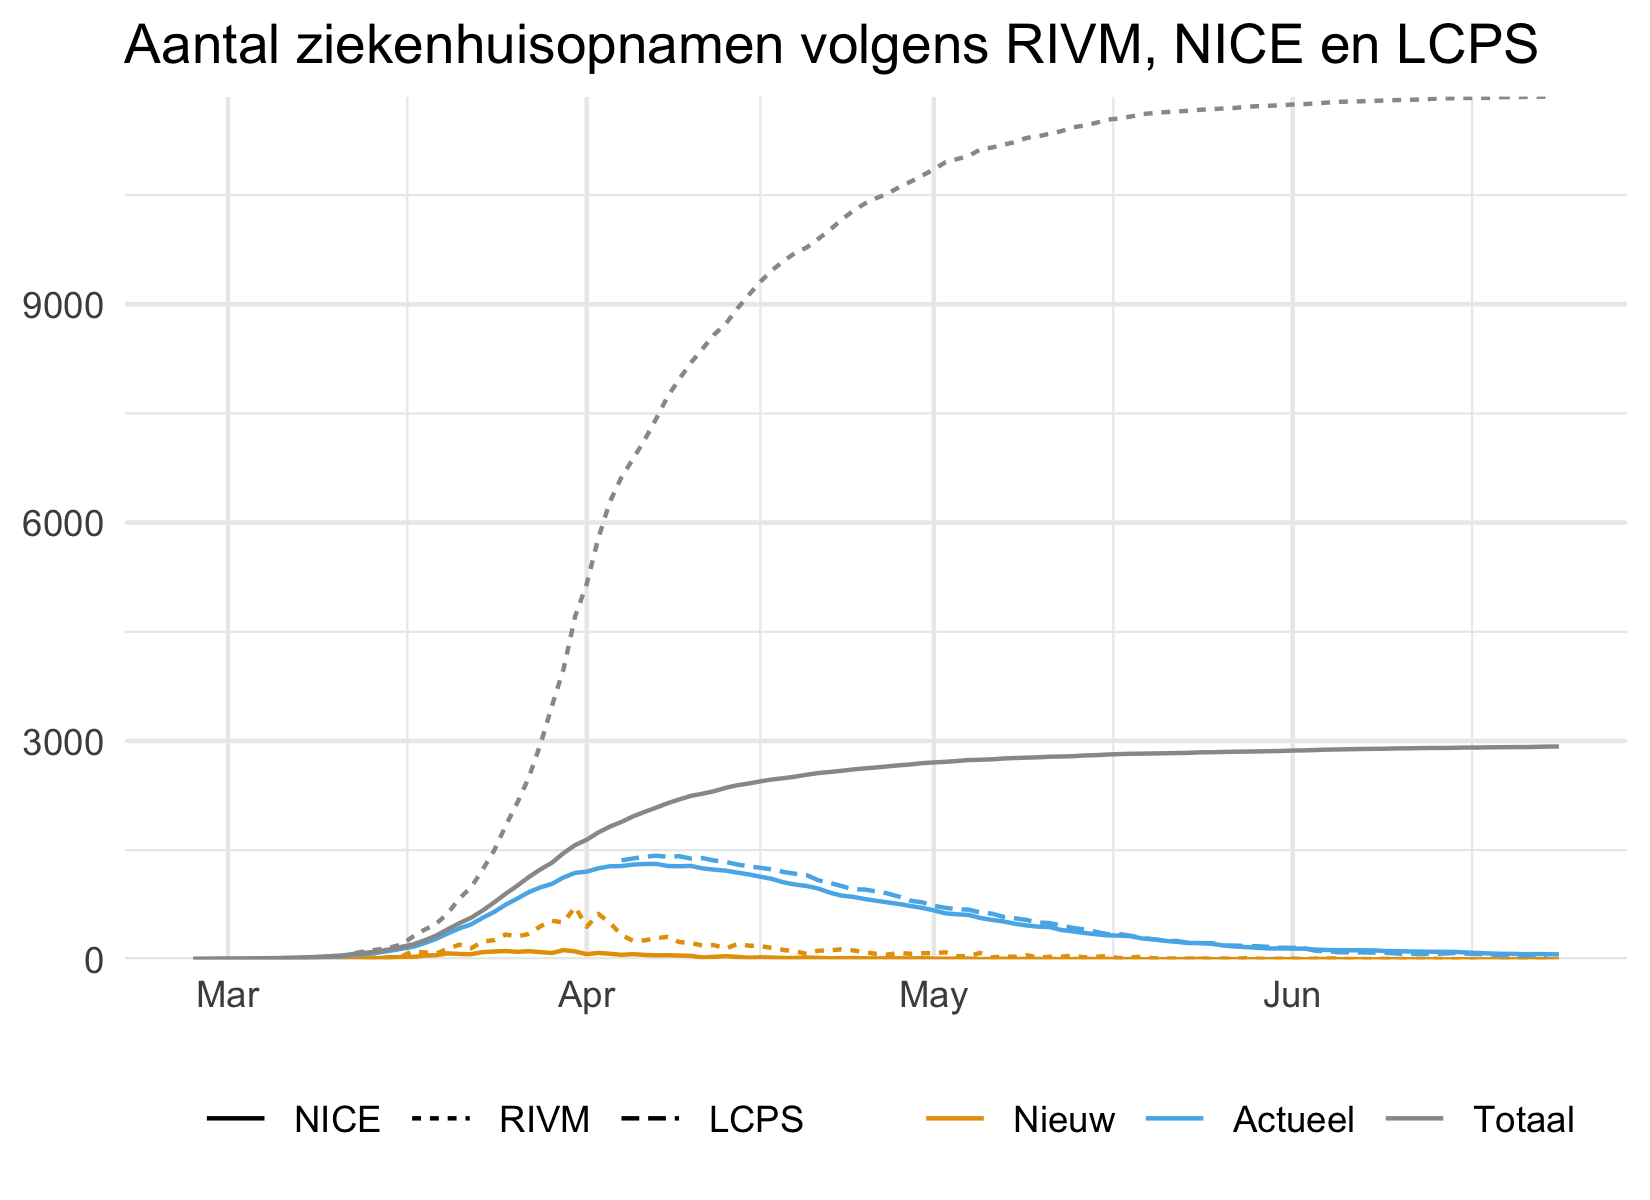 Aantal ziekenhuisopnamen volgens RIVM, NICE en LCPS
9000
6000
3000
0
Mar Apr May Jun
NICE RIVM LCPS Nieuw Actueel Totaal